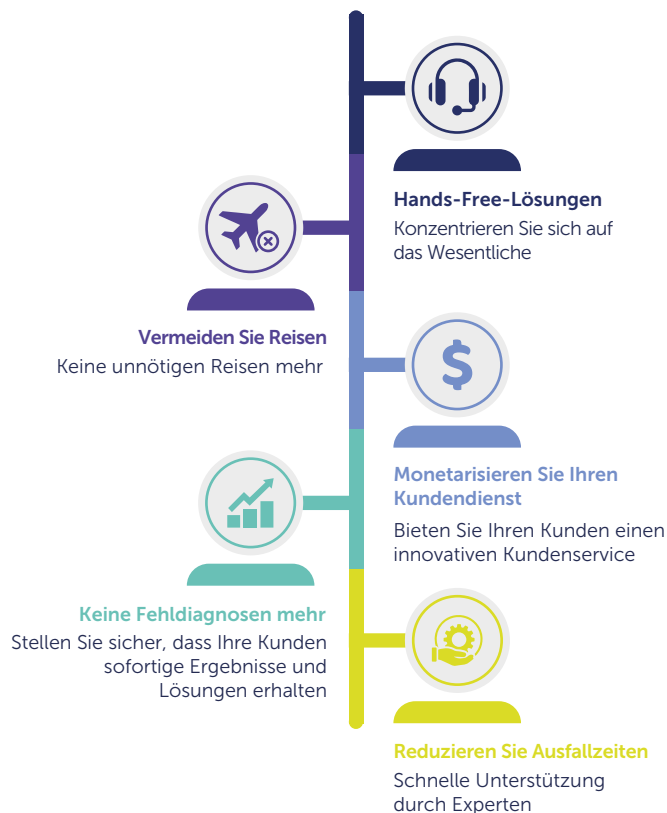 Hands-Free-Lösungen
Konzentrieren Sie sich auf
das Wesentliche
Vermeiden Sie Reisen
Keine unnötigen Reisen mehr
$
Monetarisieren Sie Ihren
Kundendienst
Bieten Sie Ihren Kunden einen
innovativen Kundenservice
Keine Fehldiagnosen mehr
Stellen Sie sicher, dass Ihre Kunden
sofortige Ergebnisse und
Lösungen erhalten
Reduzieren Sie Ausfallzeiten
Schnelle Unterstützung
durch Experten